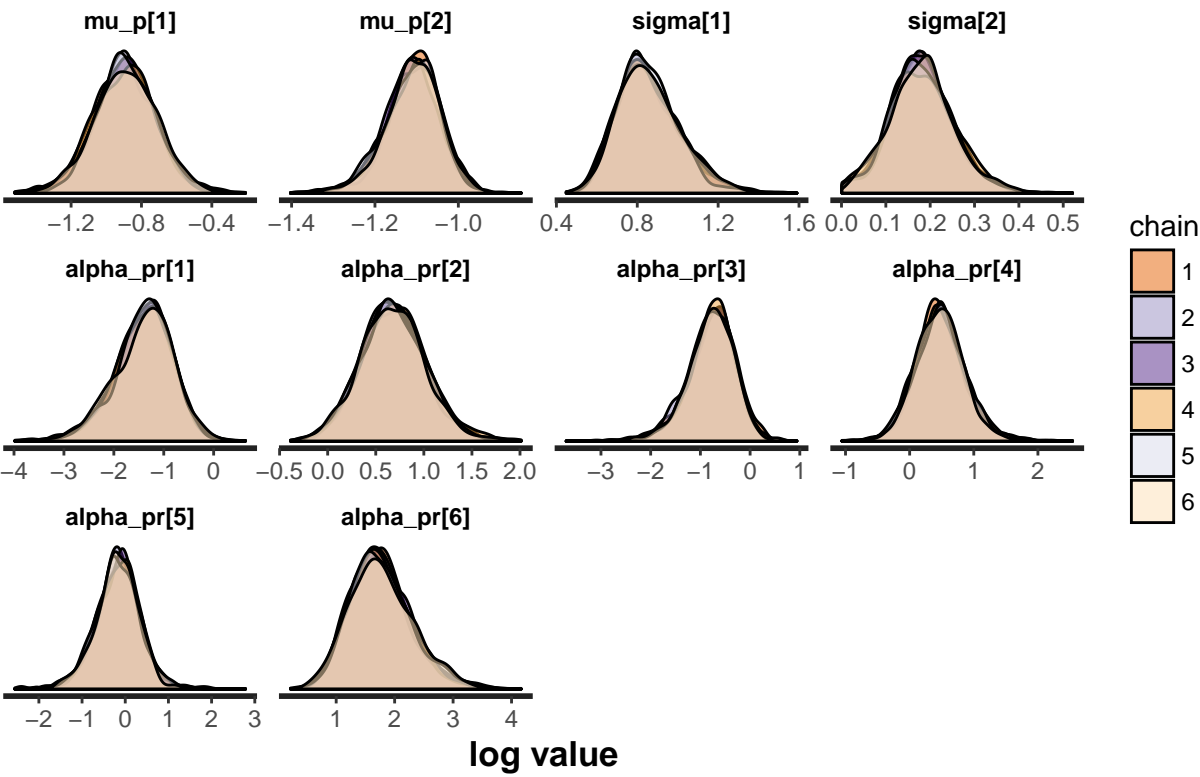 mu_p[1] mu_p[2] sigma[1] sigma[2]
−1.2 −0.8 −0.4 −1.4 −1.2 −1.0 0.4 0.8 1.2 1.6 0.0 0.1 0.2 0.3 0.4 0.5
alpha_pr[1] alpha_pr[2] alpha_pr[3] alpha_pr[4]
−4 −3 −2 −1 0 −0.5 0.0 0.5 1.0 1.5 2.0 −3 −2 −1 0 1 −1 0 1 2
alpha_pr[5] alpha_pr[6]
−2 −1 0 1 2 3 1 2 3 4
log value
chain
1
2
3
4
5
6